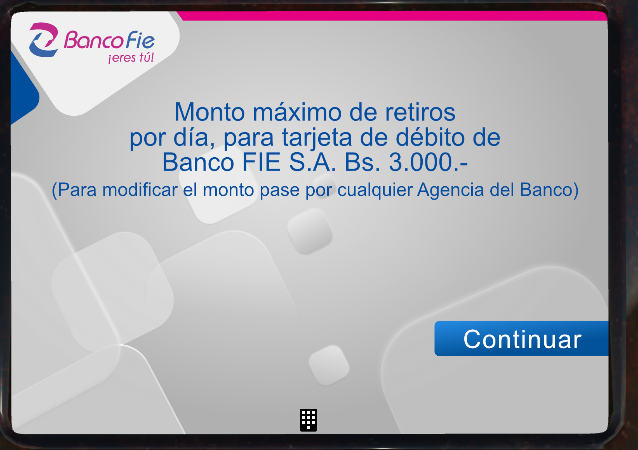 Banco Fie
¡eres tú!
Monto máximo de retiros
por día, para tarjeta de débito de
Banco FIE S.A. Bs. 3.000.-
(Para modificar el monto pase por cualquier Agencia del Banco)
Continuar